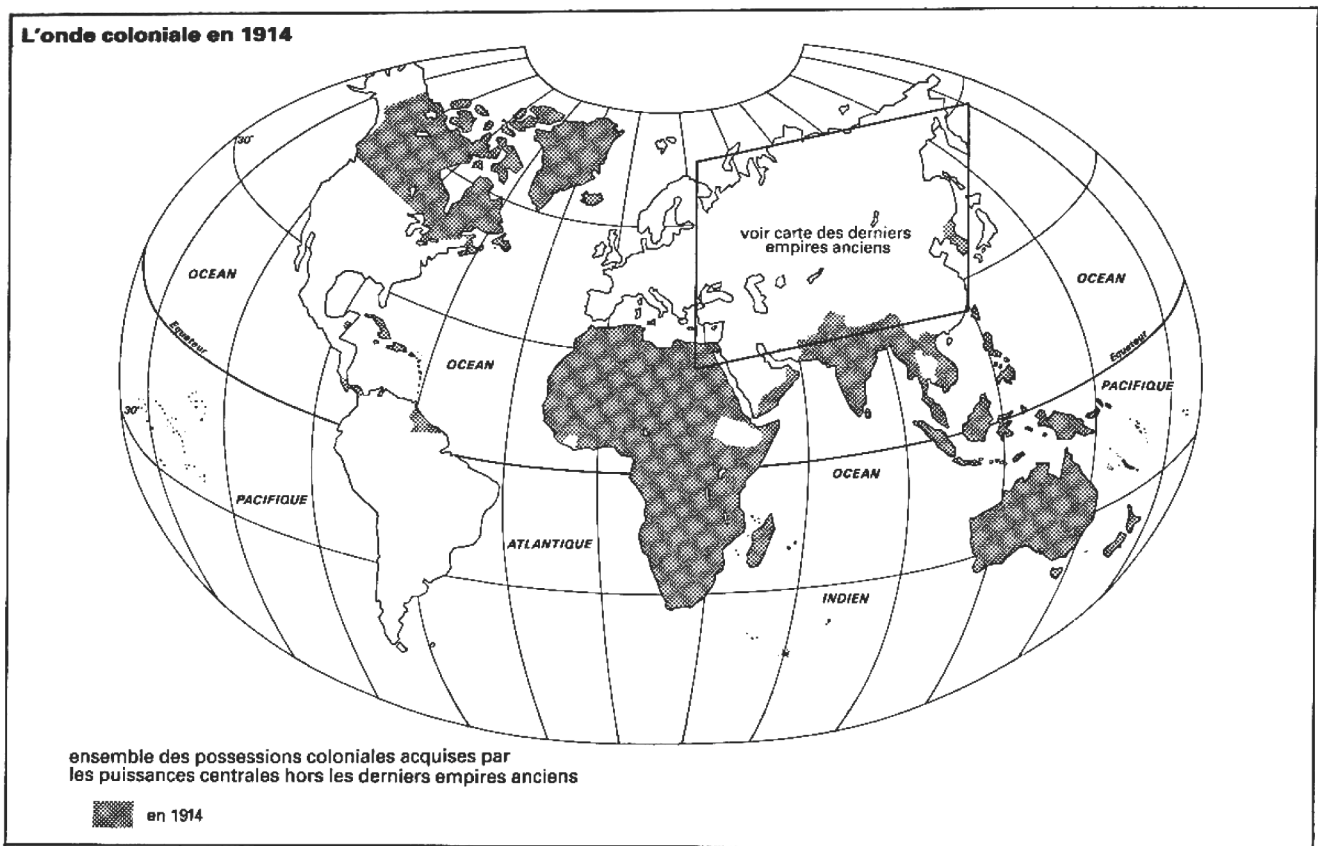 L'onde coloniale en 1914
30°
voir carte des derniers
empires anciens
OCEAN
OCEAN
Equateur
Equateur
OCEAN
PACIFIQUE
30°
OCEAN
PACIFIQUE
ATLANTIQUE
INDIEN
ensemble des possessions coloniales acquises par
les puissances centrales hors les derniers empires anciens
en 1914